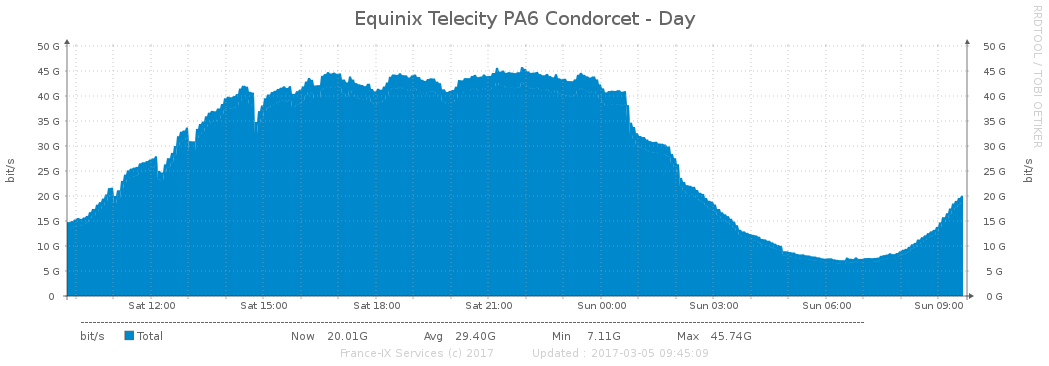 Equinix Telecity PA6 Condorcet - Day
RRDTOOL / TOBI OETIKER
50 G 50 G
45 G 45 G
40 G 40 G
35 G 35 G
30 G 30 G
25 G 25 G
20 G 20 G
15 G 15 G
10 G 10 G
5 G 5 G
0 0 G
bit/s
bit/s
Sat 12:00 Sat 15:00 Sat 18:00 Sat 21:00 Sun 00:00 Sun 03:00 Sun 06:00 Sun 09:00
bit/s Total Now 20.01G Avg 29.40G Min 7.11G Max 45.74G
France-IX Services (c) 2017 Updated : 2017-03-05 09:45:09